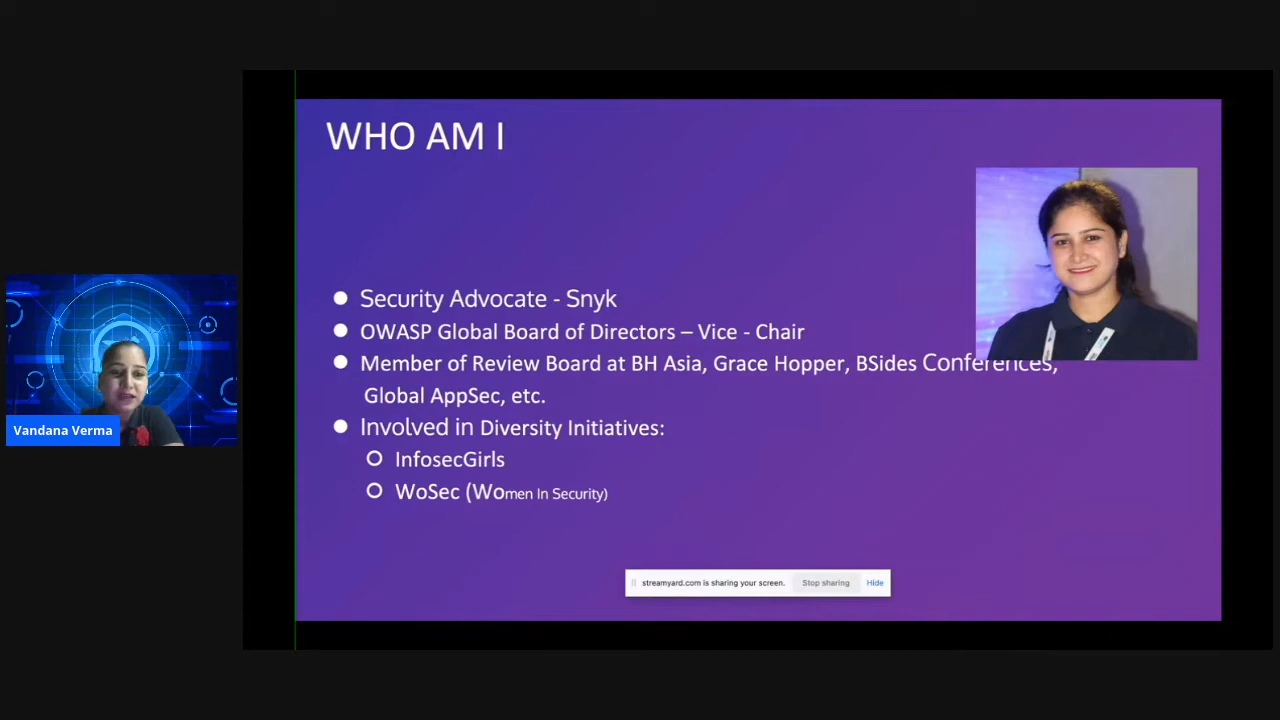 WHO AM I
Security Advocate - Snyk
OWASP Global Board of Directors – Vice - Chair
Member of Review Board at BH Asia, Grace Hopper, BSides Conferences,
Global AppSec, etc.
Involved in Diversity Initiatives:
InfosecGirls
WoSec (Women In Security)
Vandana Verma
streamyard.com is sharing your screen. Stop sharing Hide